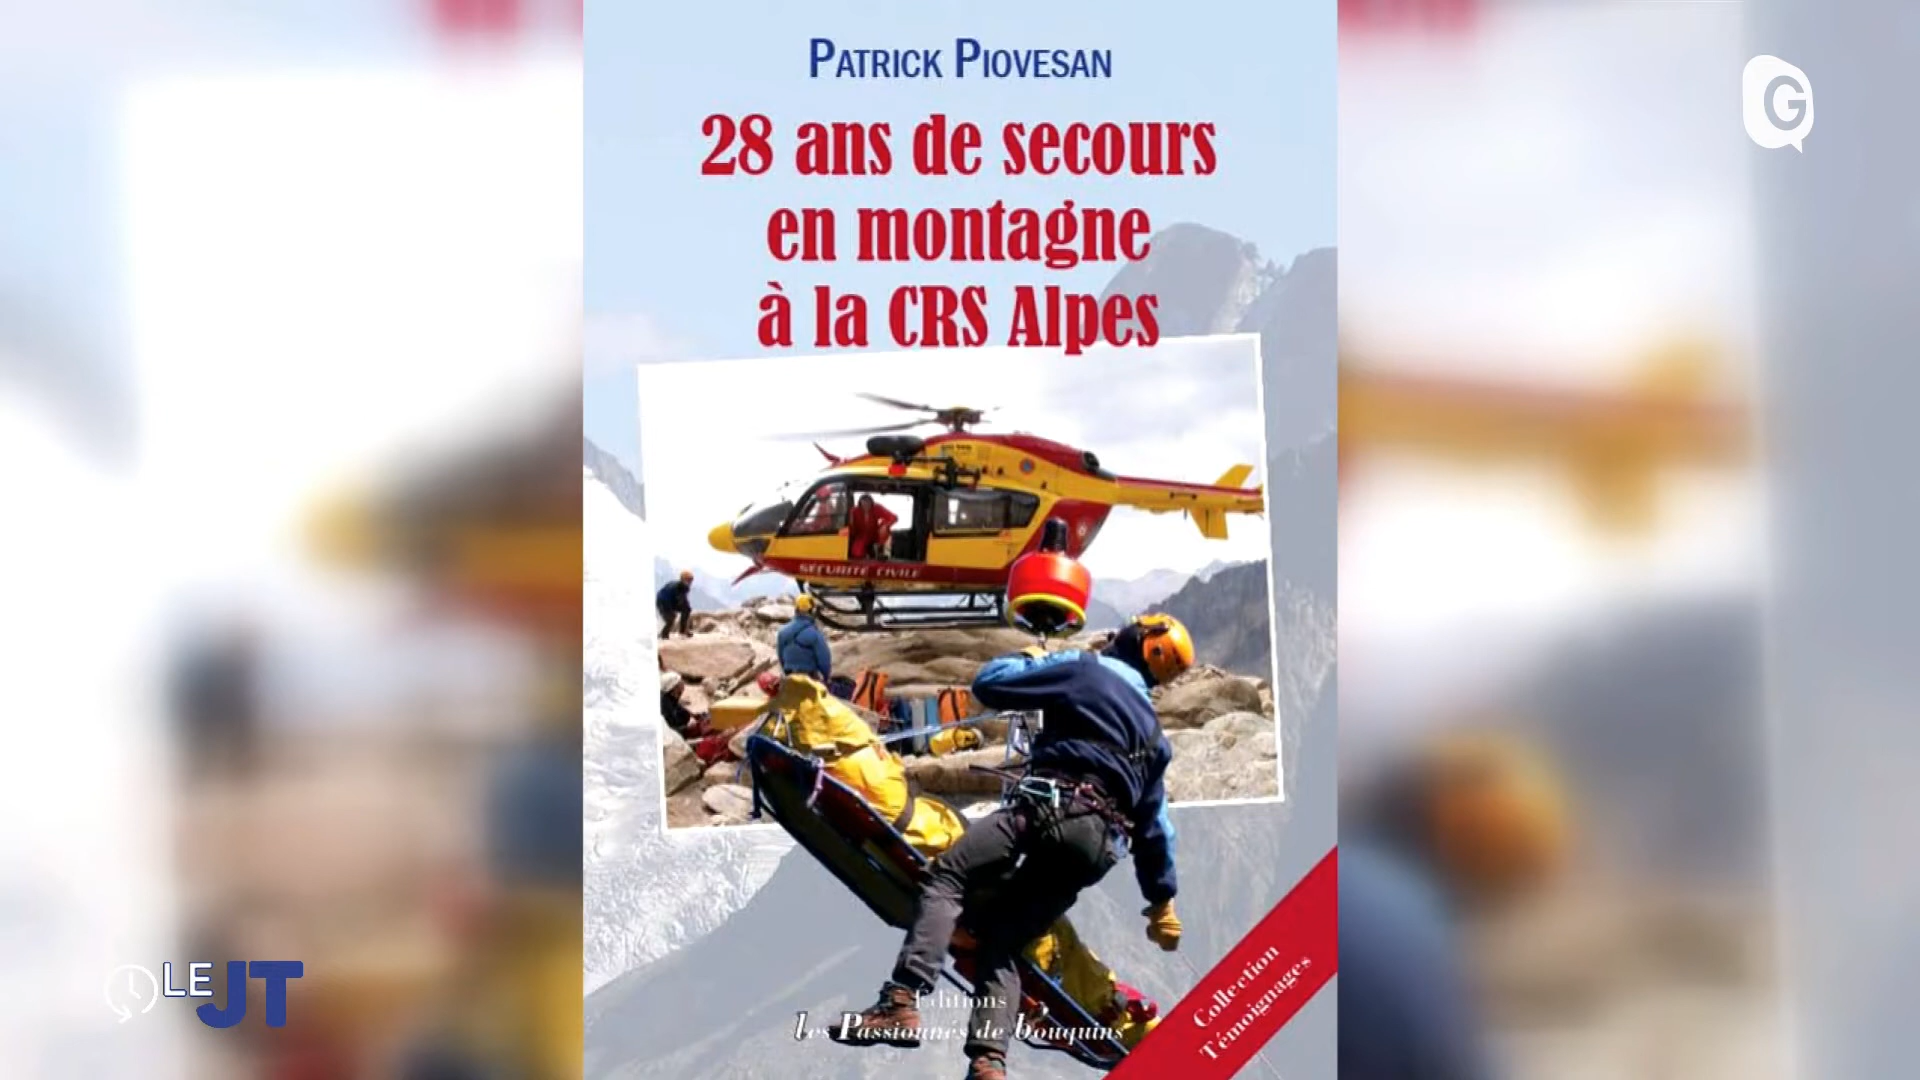 PATRICK PIOVESAN
28 ans de secours
en montagne
à la CRS Alpes
SÉCURITÉ CIVILE
Editions
les Passionnés de bouquins
Collection
Témoignages
G
LE JT